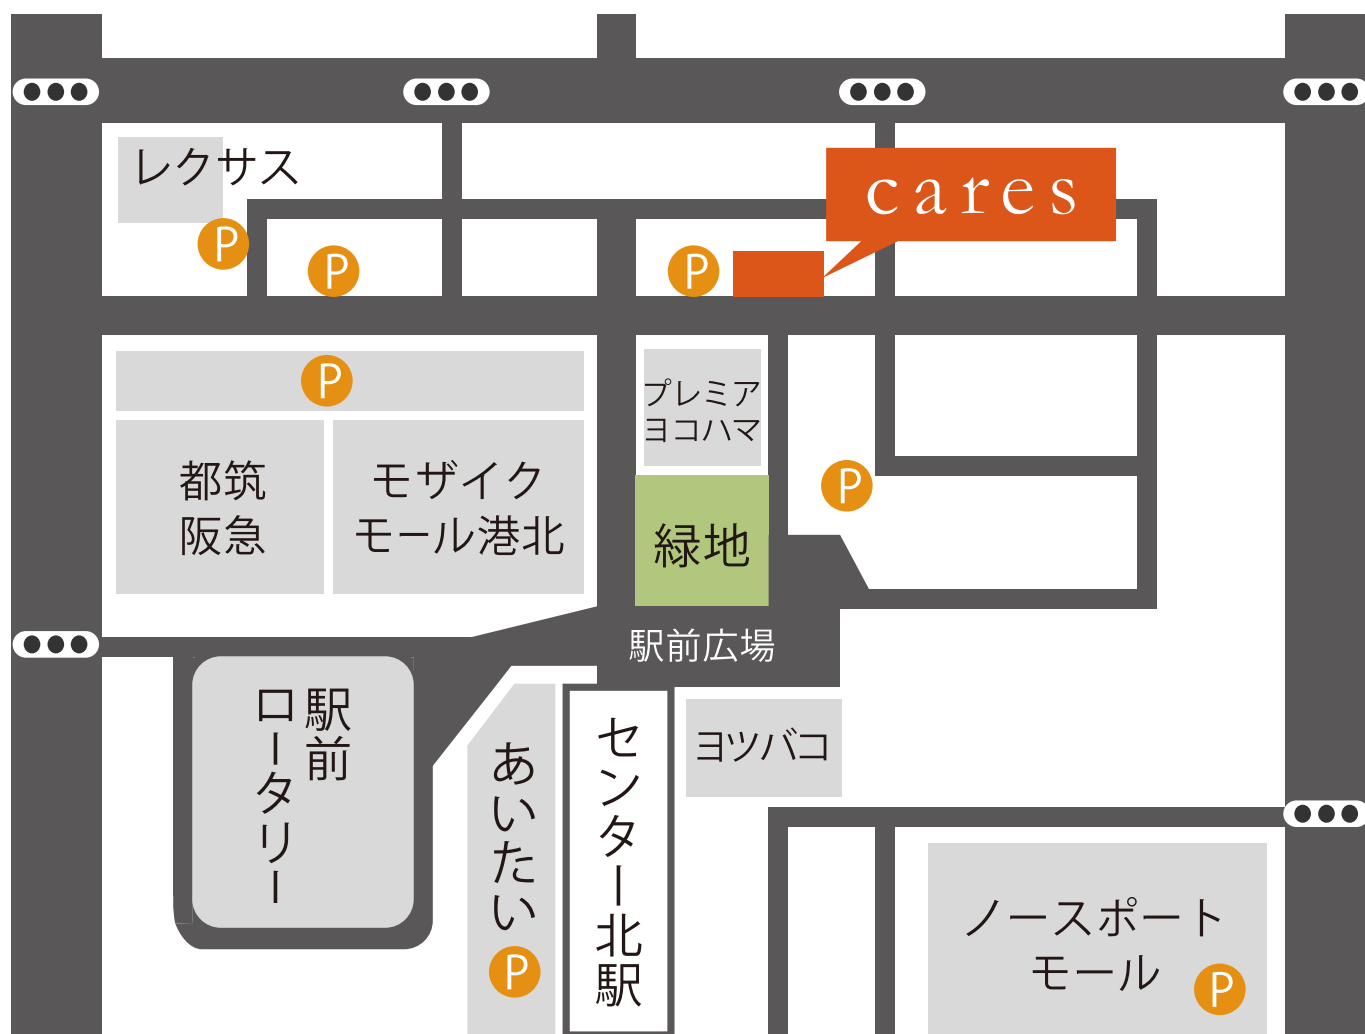 レクサス
cares
P
P
P
P
プレミア
ヨコハマ
都筑
阪急
モザイク
モール港北
P
緑地
駅前広場
駅前
ロータリー
あいたい
P
センター北駅
ヨツバコ
ノースポート
モール
P